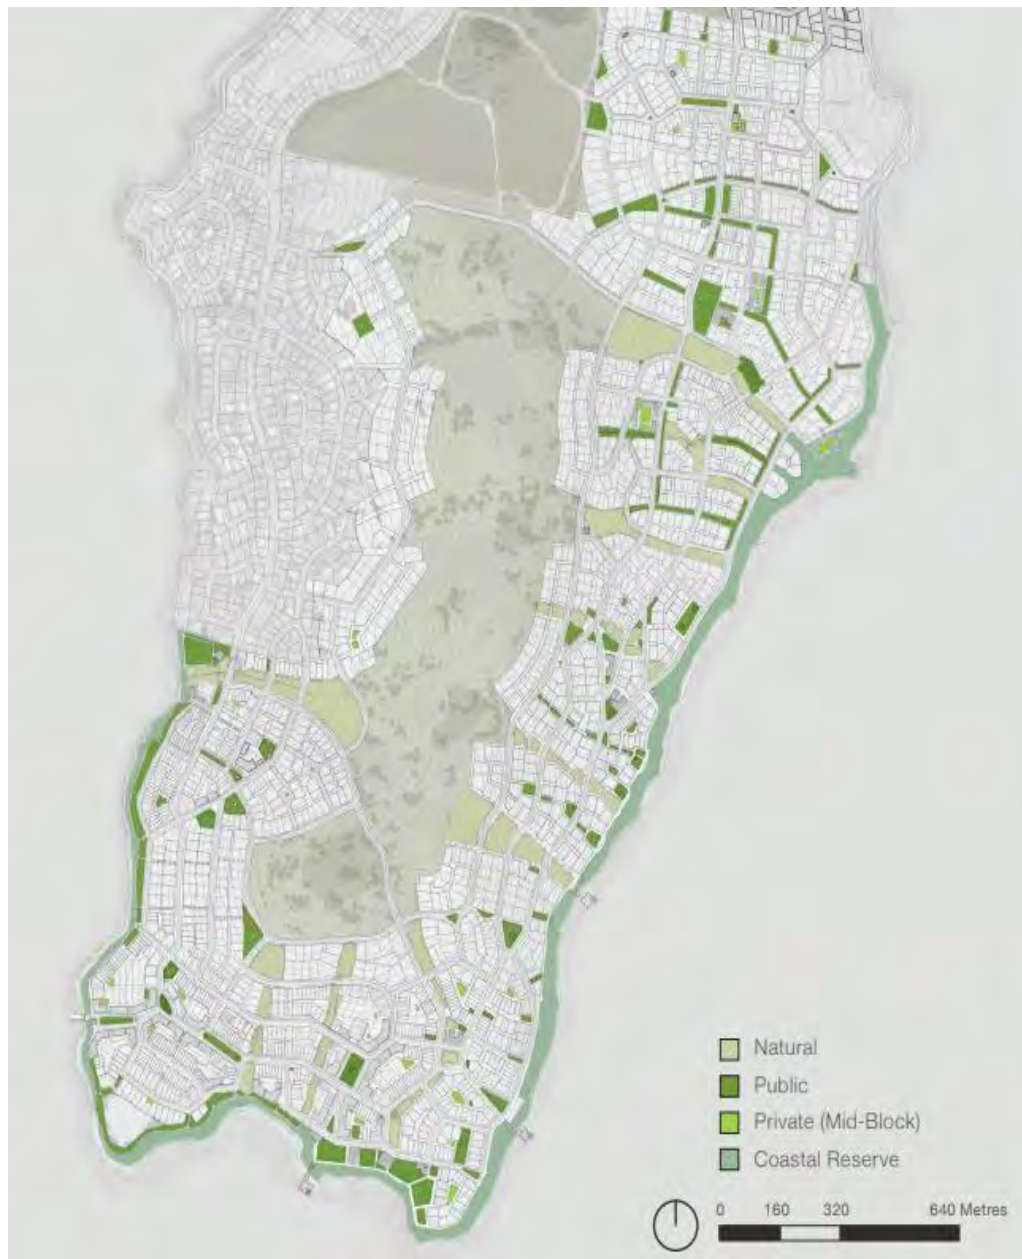 Natural
Public
Private (Mid-Block)
Coastal Reserve
0 160 320 640 Metres